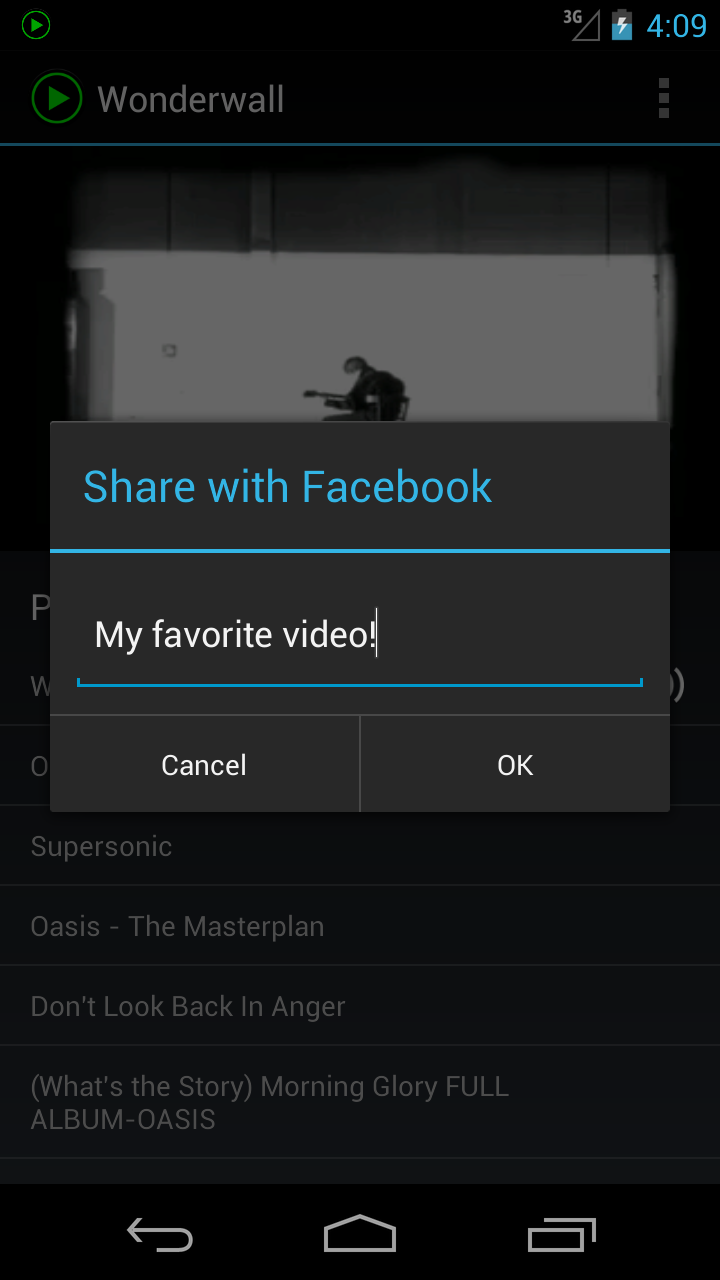 3G 4:09
Wonderwall
Share with Facebook
P
My favorite video!
W
O
Cancel OK
Supersonic
Oasis - The Masterplan
Don't Look Back In Anger
(What's the Story) Morning Glory FULL
ALBUM-OASIS